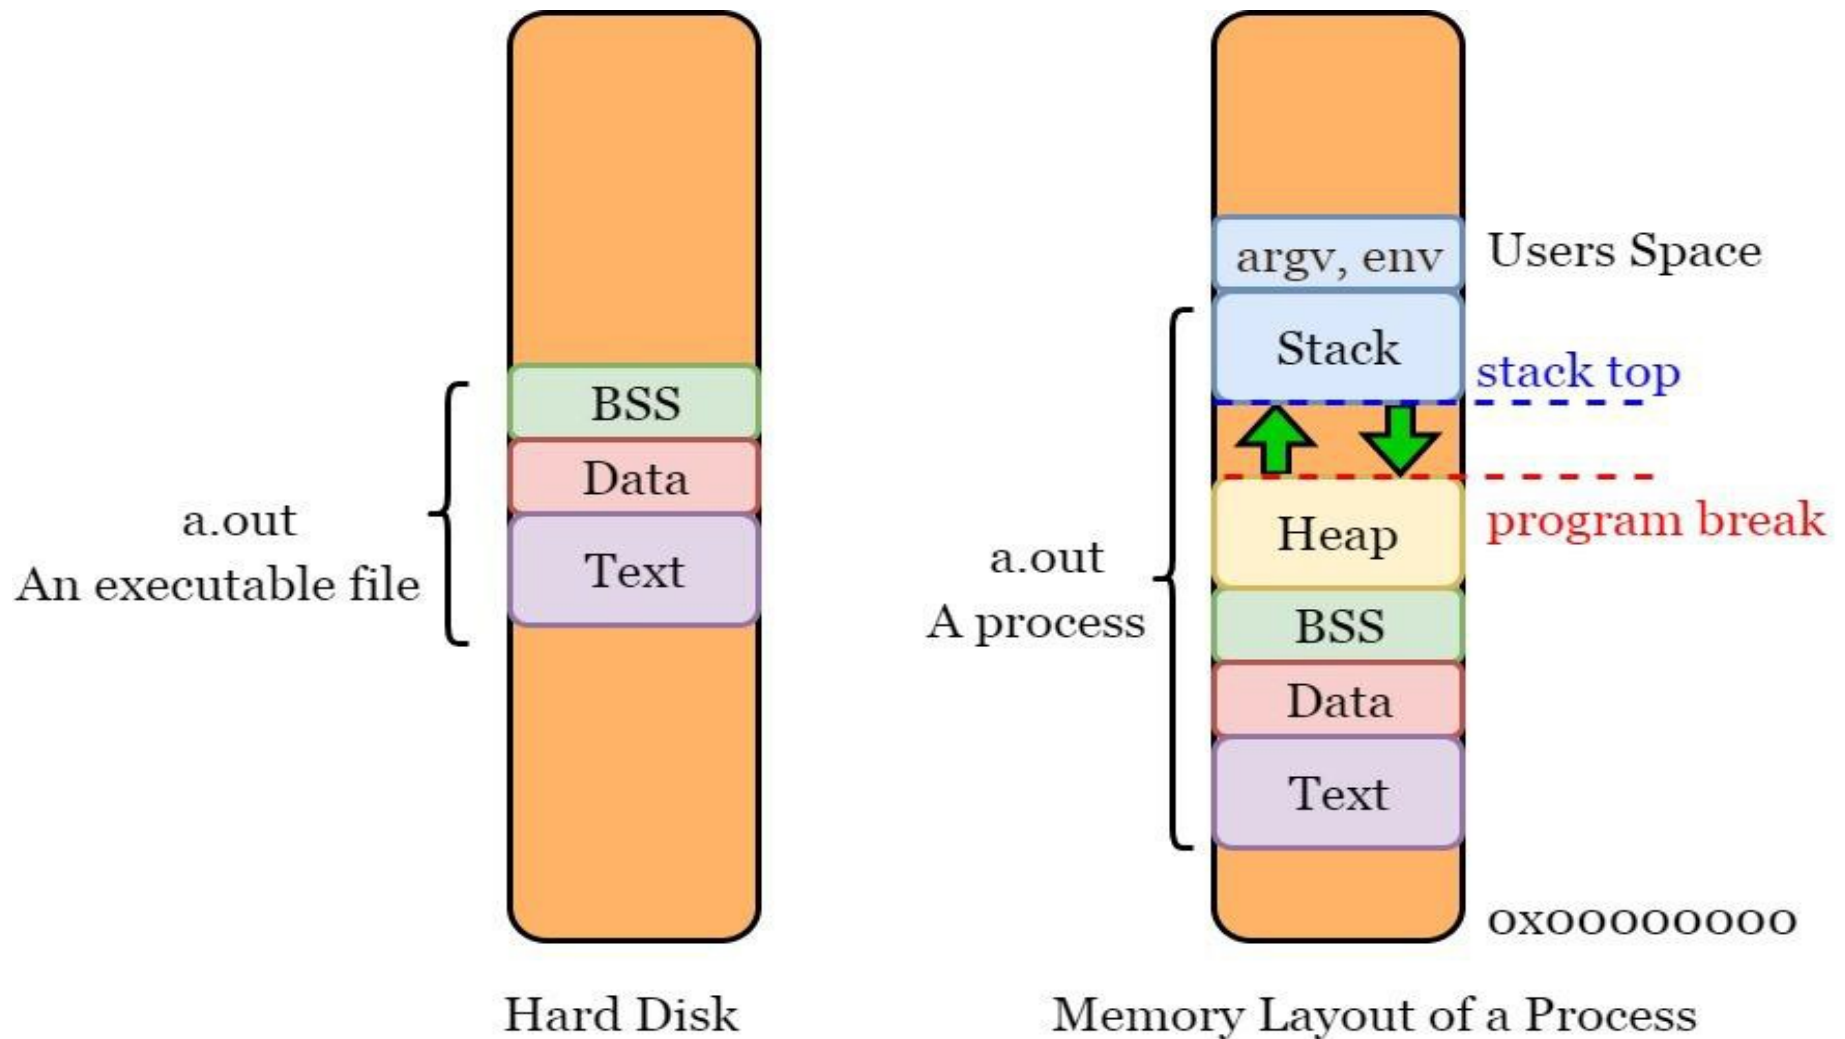 BSS
Data
Text
a.out
An executable file
Hard Disk
argv, env
Users Space
Stack
stack top
program break
Heap
a.out
A process
BSS
Data
Text
0x00000000
Memory Layout of a Process